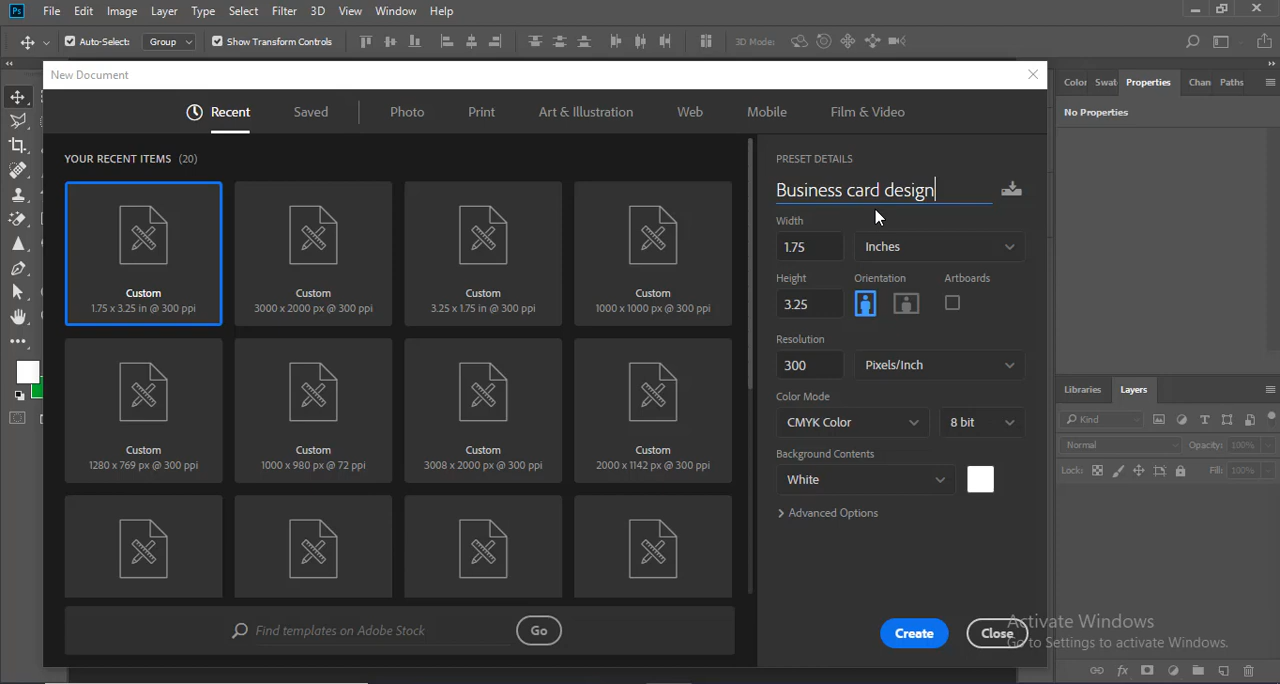 Ps File Edit Image Layer Type Select Filter 3D View Window Help
Auto-Select: Group Show Transform Controls 3D Mode:
New Document
Recent Saved Photo Print Art & Illustration Web Mobile Film & Video
YOUR RECENT ITEMS (20)
Custom
1.75 x 3.25 in @ 300 ppi
Custom
3000 x 2000 px @ 300 ppi
Custom
3.25 x 1.75 in @ 300 ppi
Custom
1000 x 1000 px @ 300 ppi
Custom
1280 x 769 px @ 300 ppi
Custom
1000 x 980 px @ 72 ppi
Custom
3008 x 2000 px @ 300 ppi
Custom
2000 x 1142 px @ 300 ppi
Find templates on Adobe Stock Go
PRESET DETAILS
Business card design
Width
1.75 Inches
Height Orientation Artboards
3.25
Resolution
300 Pixels/Inch
Color Mode
CMYK Color 8 bit
Background Contents
White
Advanced Options
Create Close
Color Swat Properties Chan Paths
No Properties
Libraries Layers
Kind
Normal Opacity: 100%
Lock: Fill: 100%
Activate Windows
Go to Settings to activate Windows.